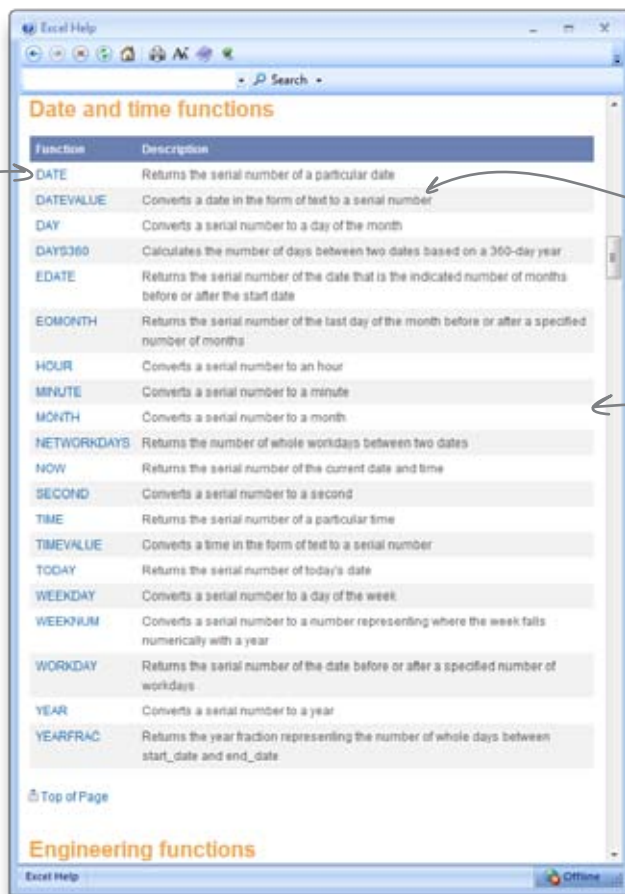 Excel Help
Search
Date and time functions
Function Description
DATE Returns the serial number of a particular date
DATEVALUE Converts a date in the form of text to a serial number
DAY Converts a serial number to a day of the month
DAYS360 Calculates the number of days between two dates based on a 360-day year
EDATE Returns the serial number of the date that is the indicated number of months
before or after the start date
EOMONTH Returns the serial number of the last day of the month before or after a specified
number of months
HOUR Converts a serial number to an hour
MINUTE Converts a serial number to a minute
MONTH Converts a serial number to a month
NETWORKDAYS Returns the number of whole workdays between two dates
NOW Returns the serial number of the current date and time
SECOND Converts a serial number to a second
TIME Returns the serial number of a particular time
TIMEVALUE Converts a time in the form of text to a serial number
TODAY Returns the serial number of today's date
WEEKDAY Converts a serial number to a day of the week
WEEKNUM Converts a serial number to a number representing where the week falls
numerically with a year
WORKDAY Returns the serial number of the date before or after a specified number of
workdays
YEAR Converts a serial number to a year
YEARFRAC Returns the year fraction representing the number of whole days between
start_date and end_date
Top of Page
Engineering functions
Excel Help Offline